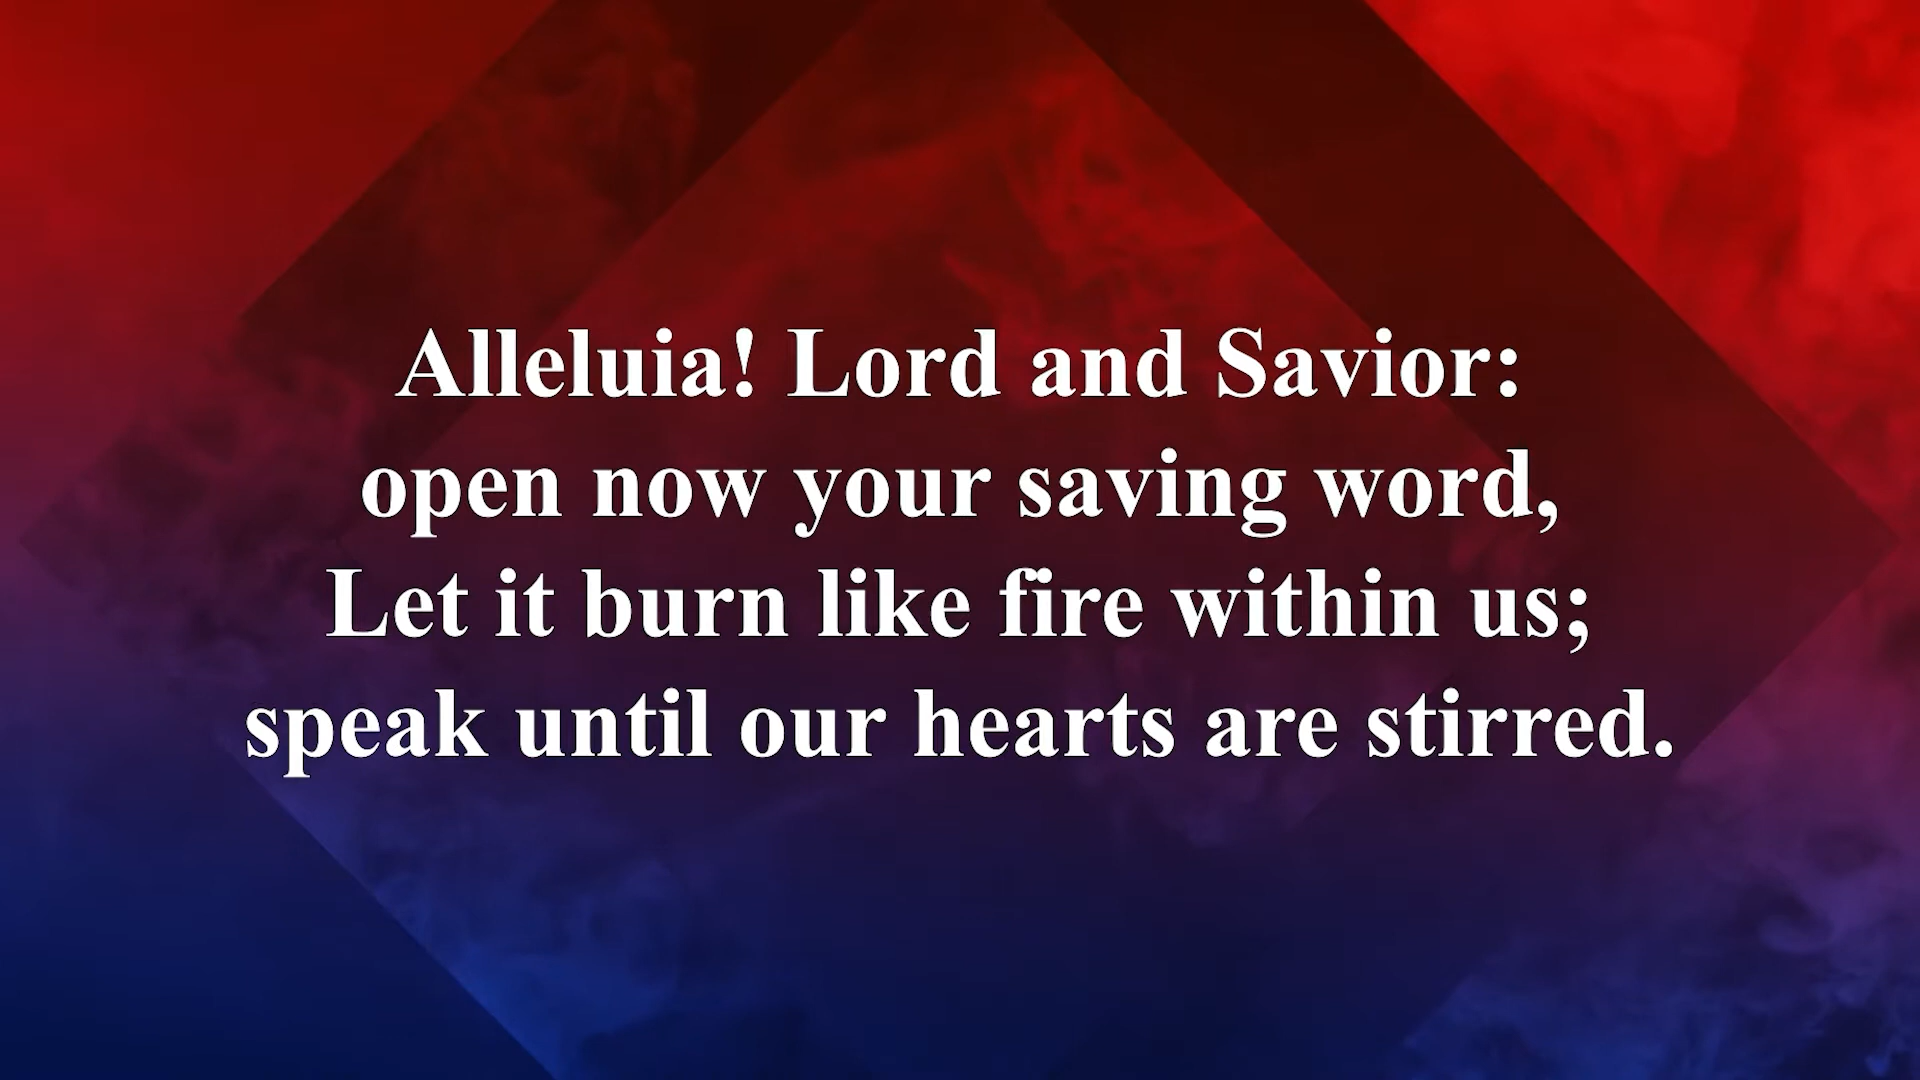 Alleluia! Lord and Savior:
open now your saving word,
Let it burn like fire within us;
speak until our hearts are stirred.